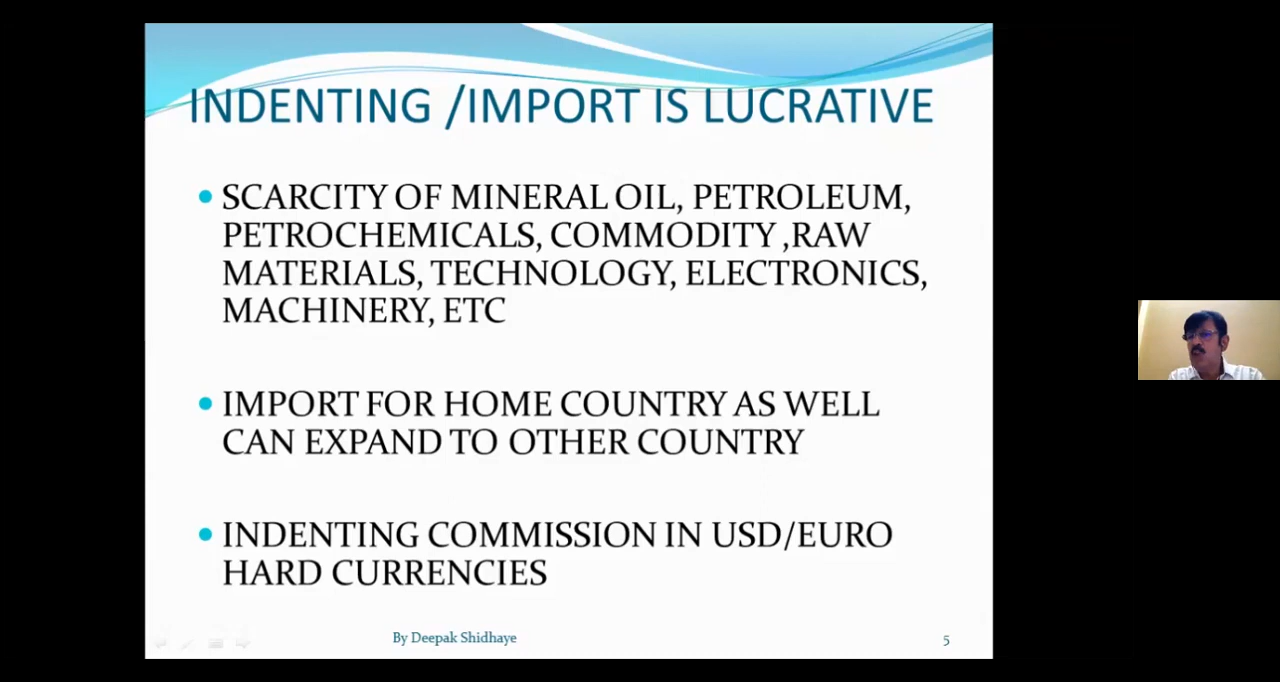 INDENTING /IMPORT IS LUCRATIVE
• SCARCITY OF MINERAL OIL, PETROLEUM,
PETROCHEMICALS, COMMODITY ,RAW
MATERIALS, TECHNOLOGY, ELECTRONICS,
MACHINERY, ETC
• IMPORT FOR HOME COUNTRY AS WELL
CAN EXPAND TO OTHER COUNTRY
• INDENTING COMMISSION IN USD/EURO
HARD CURRENCIES
By Deepak Shidhaye
5